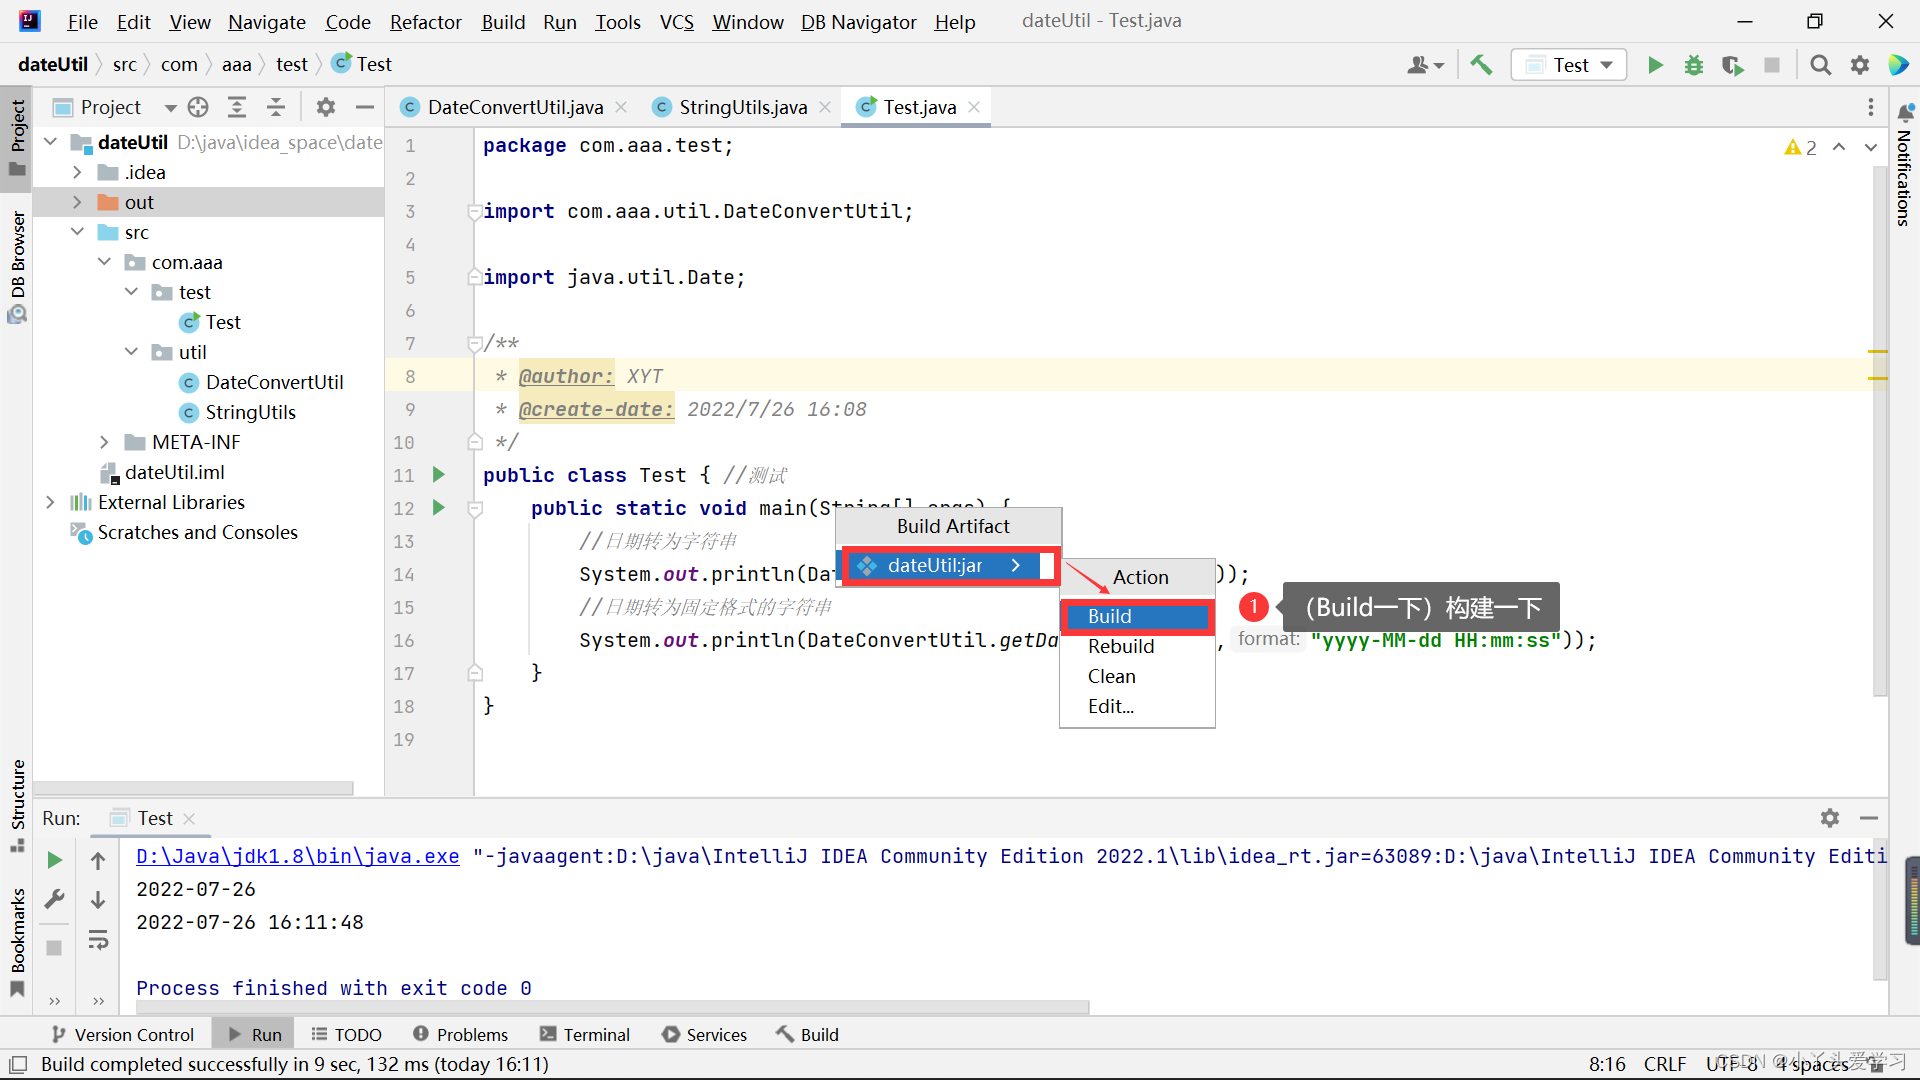 File Edit View Navigate Code Refactor Build Run Tools VCS Window DB Navigator Help dateUtil - Test.java
dateUtil src com aaa test Test
Test
Project
DateConvertUtil.java StringUtils.java Test.java
Project
DB Browser
Structure
Bookmarks
Notifications
dateUtil D:\java\idea_space\date
.idea
out
src
com.aaa
test
Test
util
DateConvertUtil
StringUtils
META-INF
dateUtil.iml
External Libraries
Scratches and Consoles
2
1 package com.aaa.test;
2
3 import com.aaa.util.DateConvertUtil;
4
5 import java.util.Date;
6
7 /**
8 * @author: XYT
9 * @create-date: 2022/7/26 16:08
10 */
11 public class Test { //测试
12 public static void main(String[] args) {
13 //日期转为字符串
14 System.out.println(Dat ));
15 //日期转为固定格式的字符串
16 System.out.println(DateConvertUtil.getDa , format: "yyyy-MM-dd HH:mm:ss"));
17 }
18 }
19
Build Artifact
dateUtil:jar
Action
Build
Rebuild
Clean
Edit...
1 （Build一下）构建一下
Run: Test
D:\Java\jdk1.8\bin\java.exe "-javaagent:D:\java\IntelliJ IDEA Community Edition 2022.1\lib\idea_rt.jar=63089:D:\java\IntelliJ IDEA Community Editi
2022-07-26
2022-07-26 16:11:48
Process finished with exit code 0
Version Control Run TODO Problems Terminal Services Build
Build completed successfully in 9 sec, 132 ms (today 16:11)
8:16 CRLF UTF-8 4 spaces
CSDN @小丫头爱学习